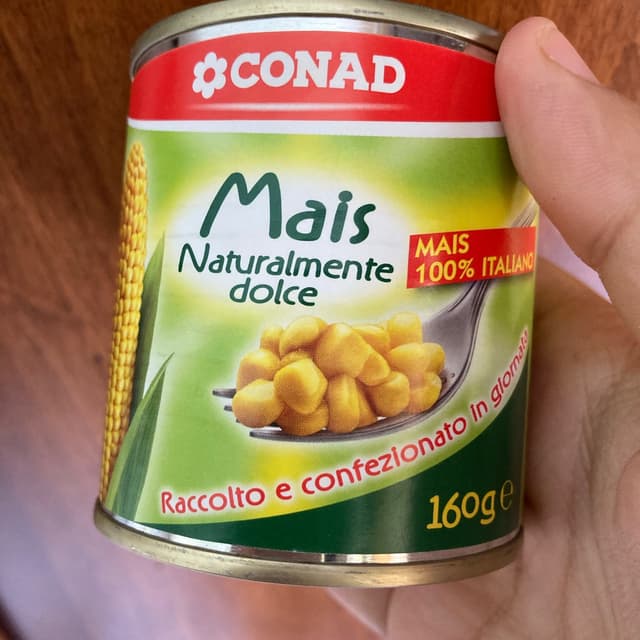 CONAD
Mais
Naturalmente
dolce
MAIS
100% ITALIANO
Raccolto e confezionato in giornata
160g e